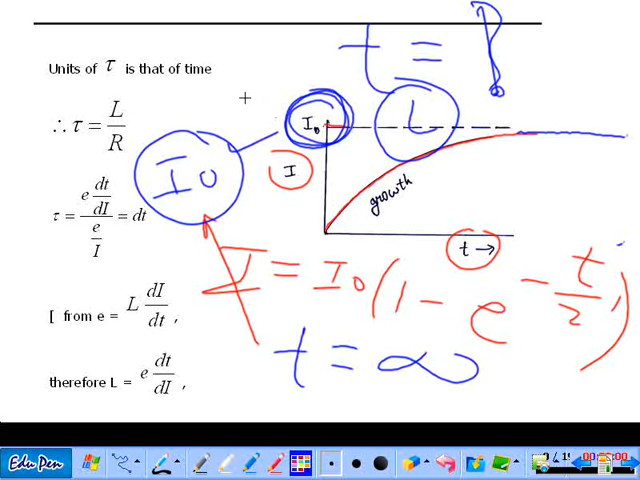 t = ?
Units of τ is that of time
∴ τ = L/R
I₀
L
I₀
I
growth
t →
τ = (e dt/dI)/(e/I) = dt
I = I₀(1 - e^(-t/2))
[ from e = L dI/dt ,
t = ∞
therefore L = e dt/dI ,
Edu Pen